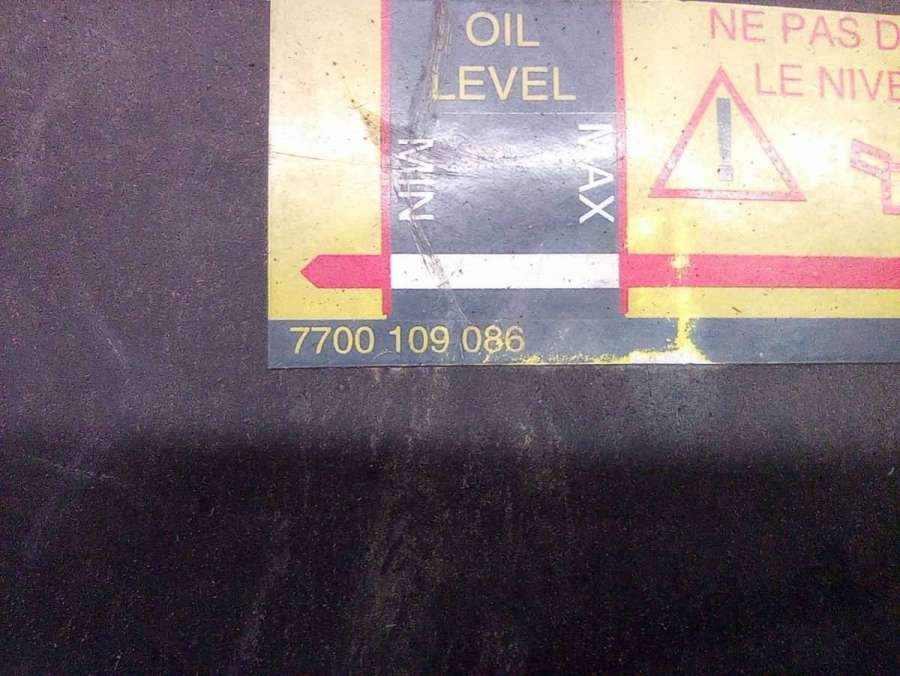 OIL
LEVEL
MIN
MAX
NE PAS D
LE NIVE
7700 109 086